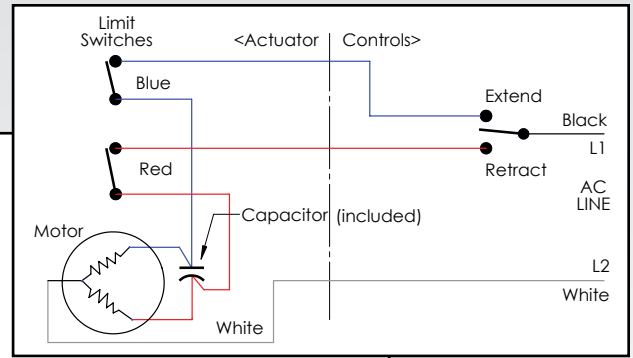 Limit
Switches
<Actuator
Controls>
Blue
Extend
Black
L1
Red
Retract
AC
LINE
Capacitor (included)
Motor
L2
White
White